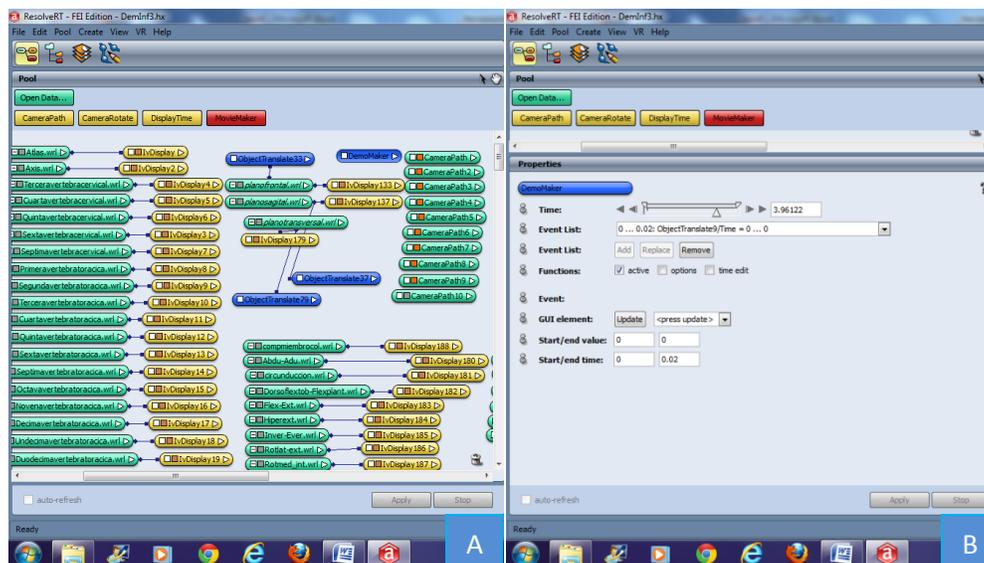 ResolveRT - FEI Edition - DemInf3.hx
File Edit Pool Create View VR Help
Pool
Open Data...
CameraPath CameraRotate DisplayTime MovieMaker
Atlas.wrl IvDisplay
Axis.wrl IvDisplay2
Terceravertebracervical.wrl IvDisplay4
Cuartavertebracervical.wrl IvDisplay5
Quintavertebracervical.wrl IvDisplay6
Sextavertebracervical.wrl IvDisplay3
Septimavertebracervical.wrl IvDisplay7
Primeravertebratoracica.wrl IvDisplay8
Segundavertebratoracica.wrl IvDisplay9
Terceravertebratoracica.wrl IvDisplay10
Cuartavertebratoracica.wrl IvDisplay11
Quintavertebratoracica.wrl IvDisplay12
Sextavertebratoracica.wrl IvDisplay13
Septimavertebratoracica.wrl IvDisplay14
Octavavertebratoracica.wrl IvDisplay15
Novenavertebratoracica.wrl IvDisplay16
Decimavertebratoracica.wrl IvDisplay17
Undecimavertebratoracica.wrl IvDisplay18
Duodecimavertebratoracica.wrl IvDisplay19
ObjectTranslate33
planofrontal.wrl IvDisplay133
planosagital.wrl IvDisplay137
planotransversal.wrl
IvDisplay179
ObjectTranslate37
ObjectTranslate79
DemoMaker
CameraPath
CameraPath2
CameraPath3
CameraPath4
CameraPath5
CameraPath6
CameraPath7
CameraPath8
CameraPath9
CameraPath10
compmiembrocol.wrl IvDisplay188
Abdu-Adu.wrl IvDisplay180
circunduccion.wrl IvDisplay181
Dorsoflextob-Flexplant.wrl IvDisplay182
Flex-Ext.wrl IvDisplay183
Hiperext.wrl IvDisplay184
Inver-Ever.wrl IvDisplay185
Rotlat-ext.wrl IvDisplay186
Rotmed_int.wrl IvDisplay187
auto-refresh Apply Stop
Ready
A
ResolveRT - FEI Edition - DemInf3.hx
File Edit Pool Create View VR Help
Pool
Open Data...
CameraPath CameraRotate DisplayTime MovieMaker
Properties
DemoMaker
Time: 3.96122
Event List: 0 ... 0.02: ObjectTranslate9/Time = 0 ... 0
Event List: Add Replace Remove
Functions: active options time edit
Event:
GUI element: Update <press update>
Start/end value: 0 0
Start/end time: 0 0.02
auto-refresh Apply Stop
Ready
B